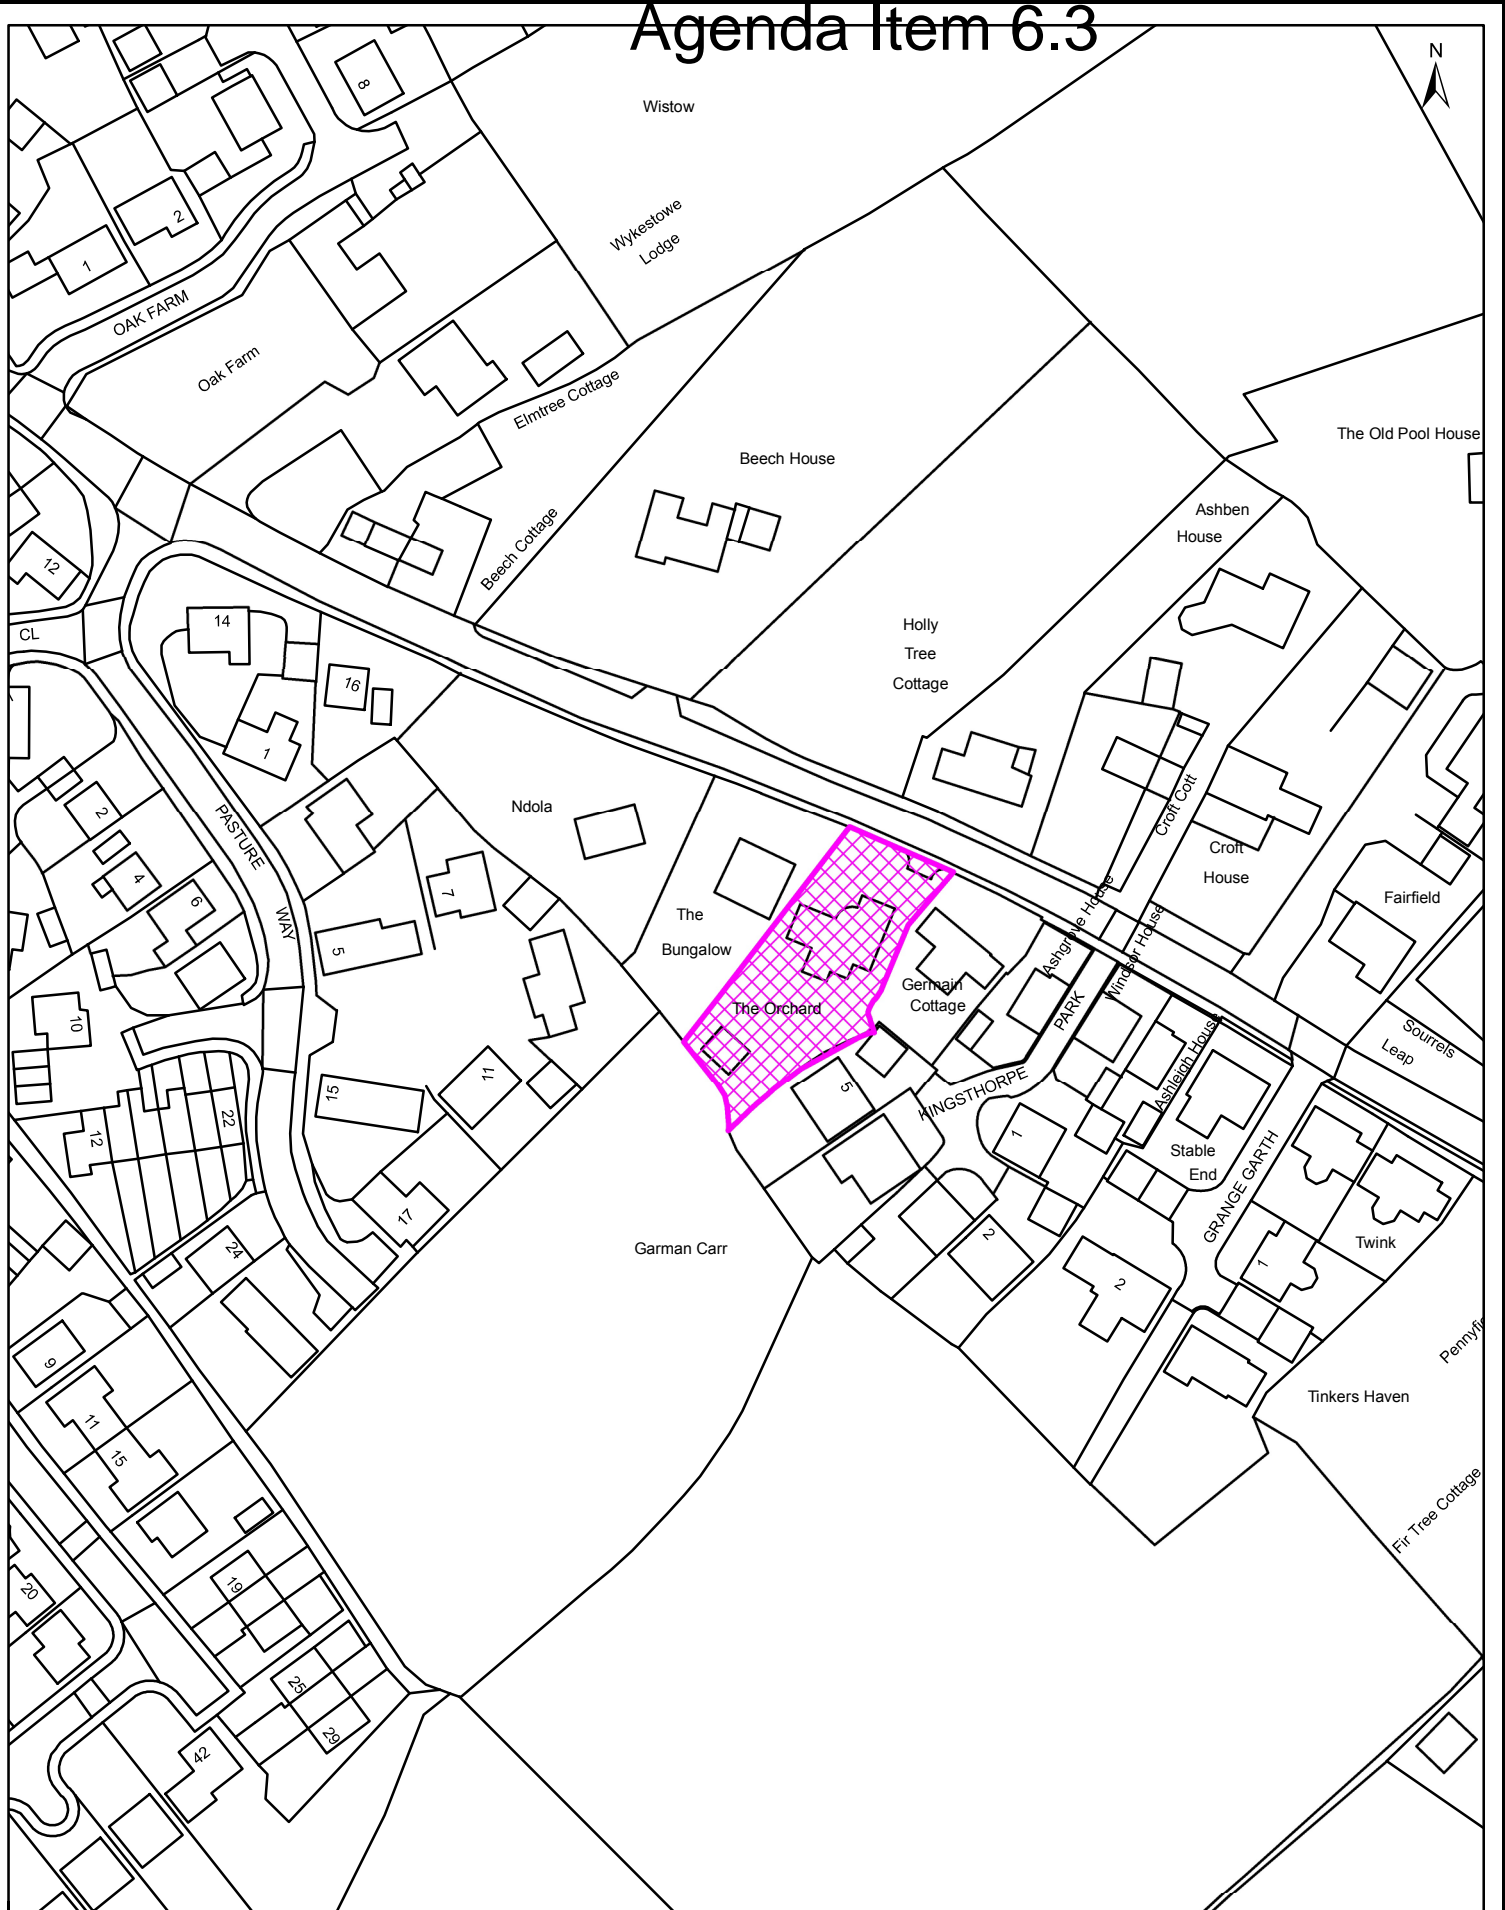 Agenda Item 6.3
N
8
Wistow
Wykestowe
Lodge
2
1
OAK FARM
Oak Farm
Elmtree Cottage
The Old Pool House
Beech House
Ashben
House
Beech Cottage
12
CL
14
16
1
Holly
Tree
Cottage
2
4
6
PASTURE
WAY
Ndola
7
5
The
Bungalow
The Orchard
Germain
Cottage
Croft Cott
Croft
House
Fairfield
Ashgrove House
Windsor House
PARK
KINGSTHORPE
Ashleigh House
Sourrels
Leap
10
12
22
15
11
17
24
5
1
2
Stable
End
GRANGE GARTH
Twink
1
2
Garman Carr
9
11
15
Tinkers Haven
Fir Tree Cottage
19
20
25
29
42